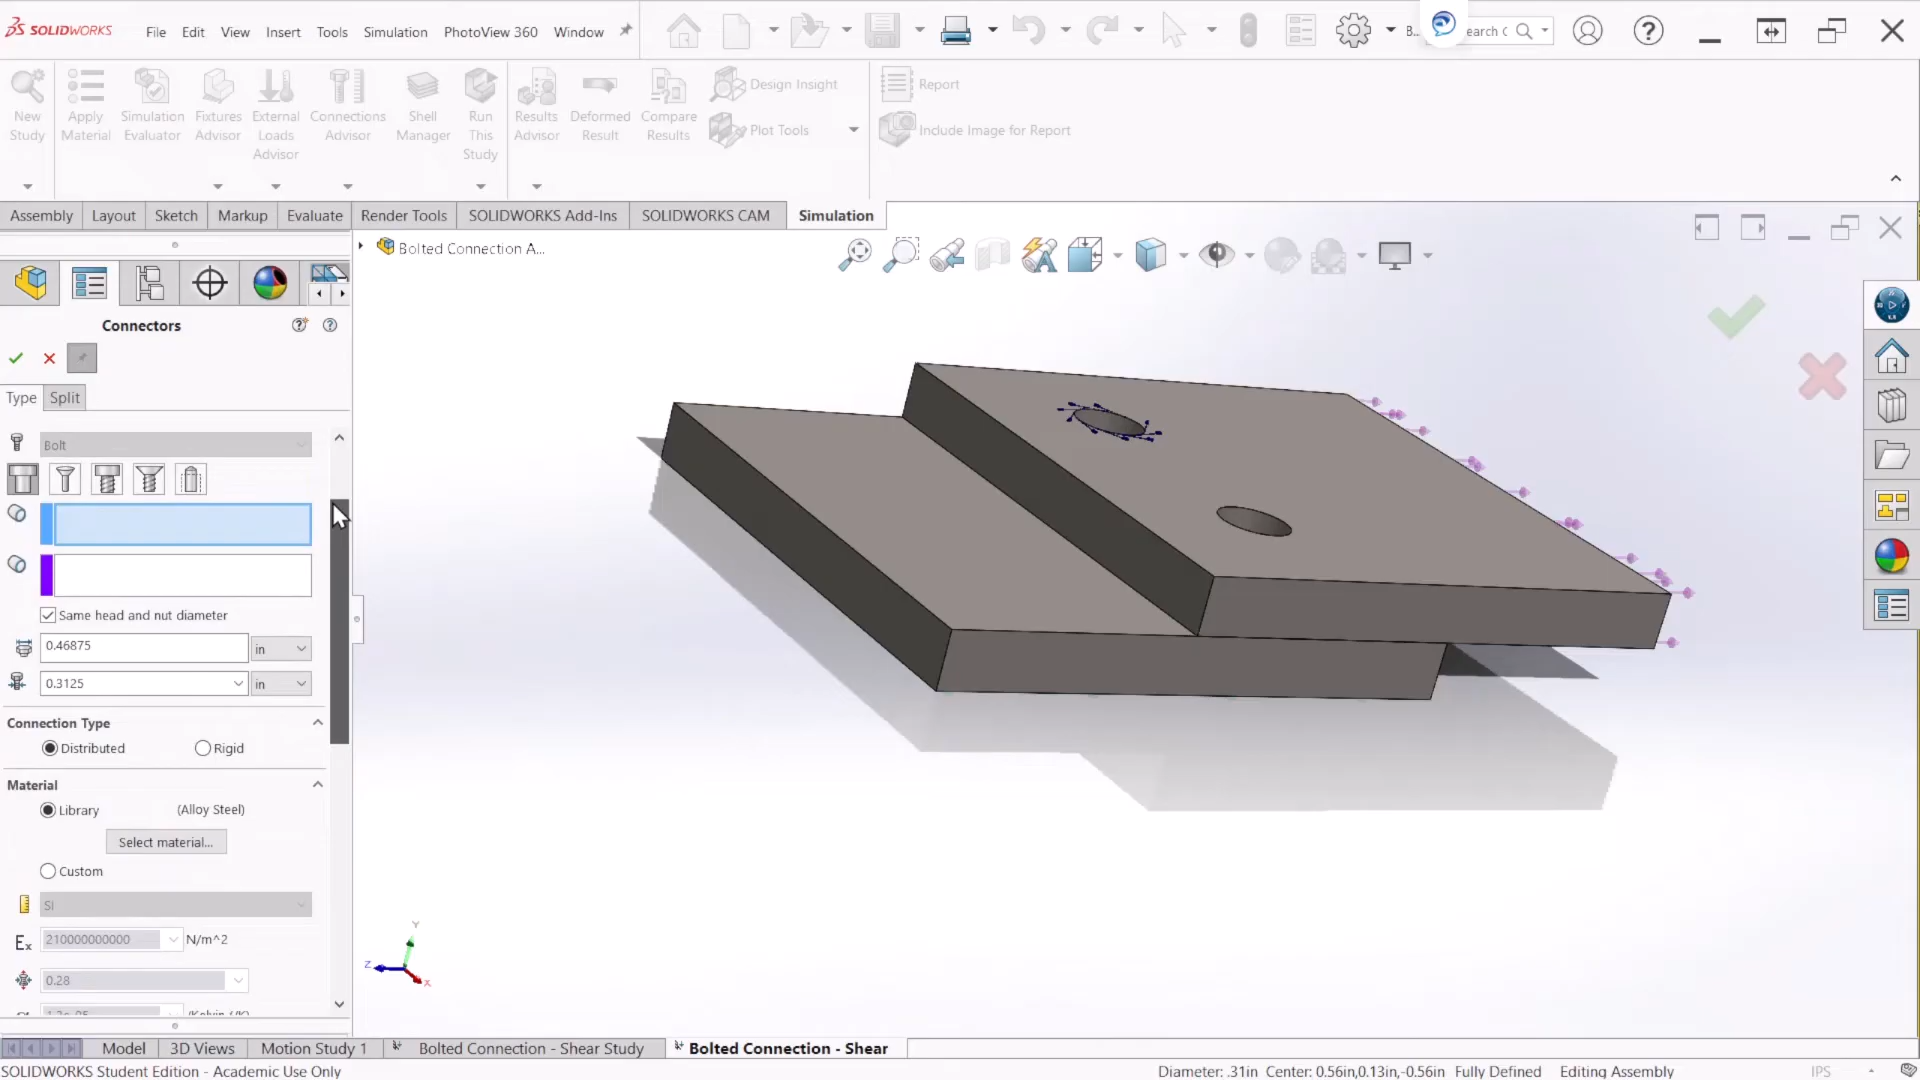 SOLIDWORKS File Edit View Insert Tools Simulation PhotoView 360 Window
B... earch
New Study
Apply Material
Simulation Evaluator
Fixtures Advisor
External Loads Advisor
Connections Advisor
Shell Manager
Run This Study
Results Advisor
Deformed Result
Compare Results
Design Insight
Plot Tools
Report
Include Image for Report
Assembly Layout Sketch Markup Evaluate Render Tools SOLIDWORKS Add-Ins SOLIDWORKS CAM Simulation
Bolted Connection A...
Connectors
Type Split
Bolt
Same head and nut diameter
0.46875 in
0.3125 in
Connection Type
Distributed Rigid
Material
Library (Alloy Steel)
Select material...
Custom
SI
Ex 210000000000 N/m^2
0.28
Y
Z
X
Model 3D Views Motion Study 1 Bolted Connection - Shear Study Bolted Connection - Shear
SOLIDWORKS Student Edition - Academic Use Only
Diameter: .31in Center: 0.56in,0.13in,-0.56in Fully Defined Editing Assembly IPS